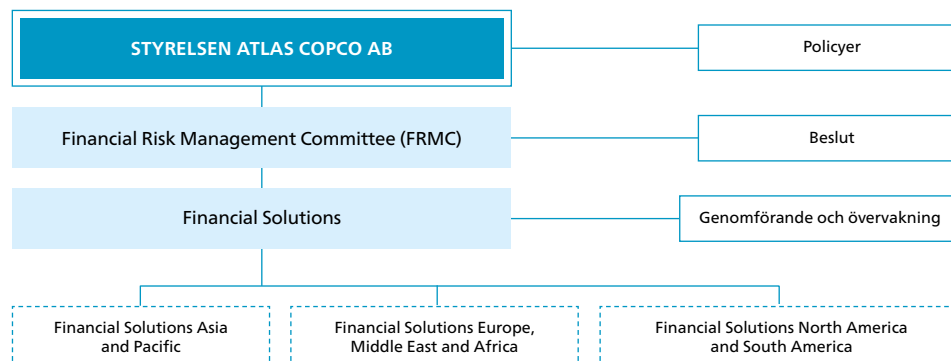 STYRELSEN ATLAS COPCO AB
Policyer
Financial Risk Management Committee (FRMC)
Beslut
Financial Solutions
Genomförande och övervakning
Financial Solutions Asia
and Pacific
Financial Solutions Europe,
Middle East and Africa
Financial Solutions North America
and South America